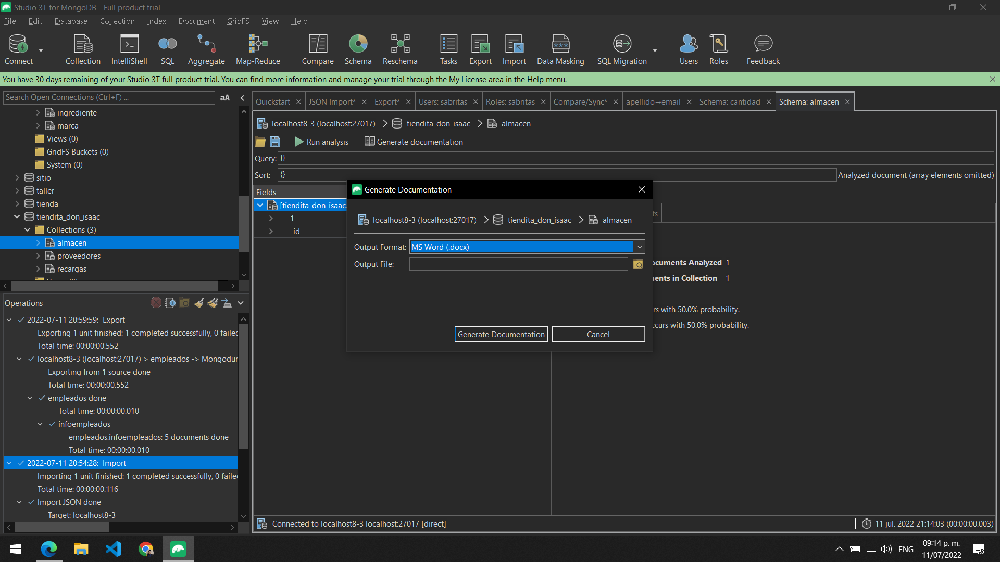 Studio 3T for MongoDB - Full product trial
File Edit Database Collection Index Document GridFS View Help
Connect Collection IntelliShell SQL Aggregate Map-Reduce Compare Schema Reschema Tasks Export Import Data Masking SQL Migration Users Roles Feedback
You have 30 days remaining of your Studio 3T full product trial. You can find more information and manage your trial through the My License area in the Help menu.
Search Open Connections (Ctrl+F) ... aA
ingrediente
marca
Views (0)
GridFS Buckets (0)
System (0)
sitio
taller
tienda
tiendita_don_isaac
Collections (3)
almacen
proveedores
recargas
Operations
2022-07-11 20:59:59: Export
Exporting 1 unit finished: 1 completed successfully, 0 failed
Total time: 00:00:00.552
localhost8-3 (localhost:27017) > empleados -> Mongodur
Exporting from 1 source done
Total time: 00:00:00.552
empleados done
Total time: 00:00:00.010
infoempleados
empleados.infoempleados: 5 documents done
Total time: 00:00:00.010
2022-07-11 20:54:28: Import
Importing 1 unit finished: 1 completed successfully, 0 failed
Total time: 00:00:00.116
Import JSON done
Target: localhost8-3
Quickstart JSON Import* Export* Users: sabritas Roles: sabritas Compare/Sync* apellido→email Schema: cantidad Schema: almacen
localhost8-3 (localhost:27017) tiendita_don_isaac almacen
Run analysis Generate documentation
Query: {}
Sort: {} Analyzed document (array elements omitted)
Fields
[tiendita_don_isaac.
1
_id
Generate Documentation
localhost8-3 (localhost:27017) tiendita_don_isaac almacen
Output Format: MS Word (.docx)
Output File:
Generate Documentation Cancel
ts
ocuments Analyzed 1
ents in Collection 1
rs with 50.0% probability.
ccurs with 50.0% probability.
Connected to localhost8-3 localhost:27017 [direct] 11 jul. 2022 21:14:03 (00:00:00.003)
ENG 09:14 p. m.
11/07/2022